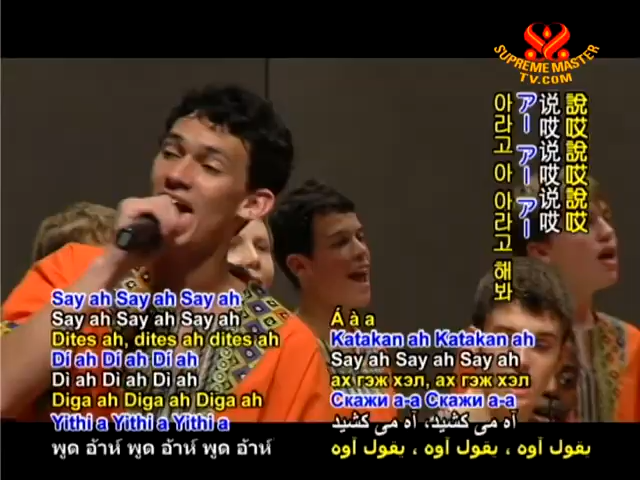 SUPREME MASTER
TV.COM
說哎說哎說哎
说哎说哎说哎
アー アー アー
아라고 아 아라고 해봐
Say ah Say ah Say ah
Say ah Say ah Say ah
Dites ah, dites ah dites ah
Dí ah Dí ah Dí ah
Dì ah Dì ah Dì ah
Diga ah Diga ah Diga ah
Yithi a Yithi a Yithi a
พูด อ้าห์ พูด อ้าห์ พูด อ้าห์
Á à a
Katakan ah Katakan ah
Say ah Say ah Say ah
ах гэж хэл, ах гэж хэл
Скажи а-а Скажи а-а
آه می کشید، آه می کشید
بقول آوه ، بقول آوه ، بقول آوه